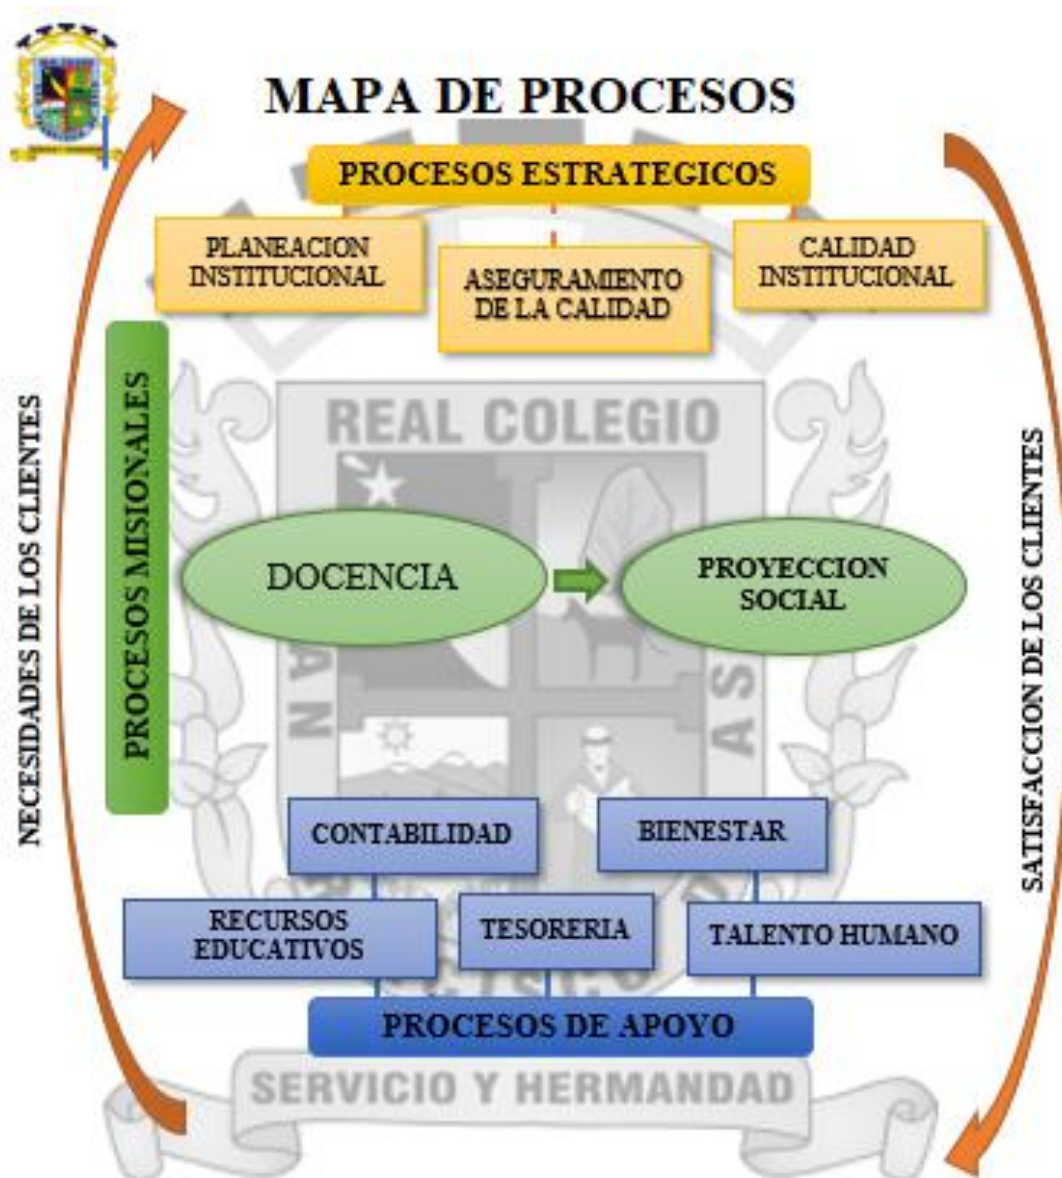 MAPA DE PROCESOS
PROCESOS ESTRATEGICOS
PLANEACION
INSTITUCIONAL
ASEGURAMIENTO
DE LA CALIDAD
CALIDAD
INSTITUCIONAL
NECESIDADES DE LOS CLIENTES
PROCESOS MISIONALES
REAL COLEGIO
DOCENCIA
PROYECCION
SOCIAL
SATISFACCION DE LOS CLIENTES
CONTABILIDAD
BIENESTAR
RECURSOS
EDUCATIVOS
TESORERIA
TALENTO HUMANO
PROCESOS DE APOYO
SERVICIO Y HERMANDAD